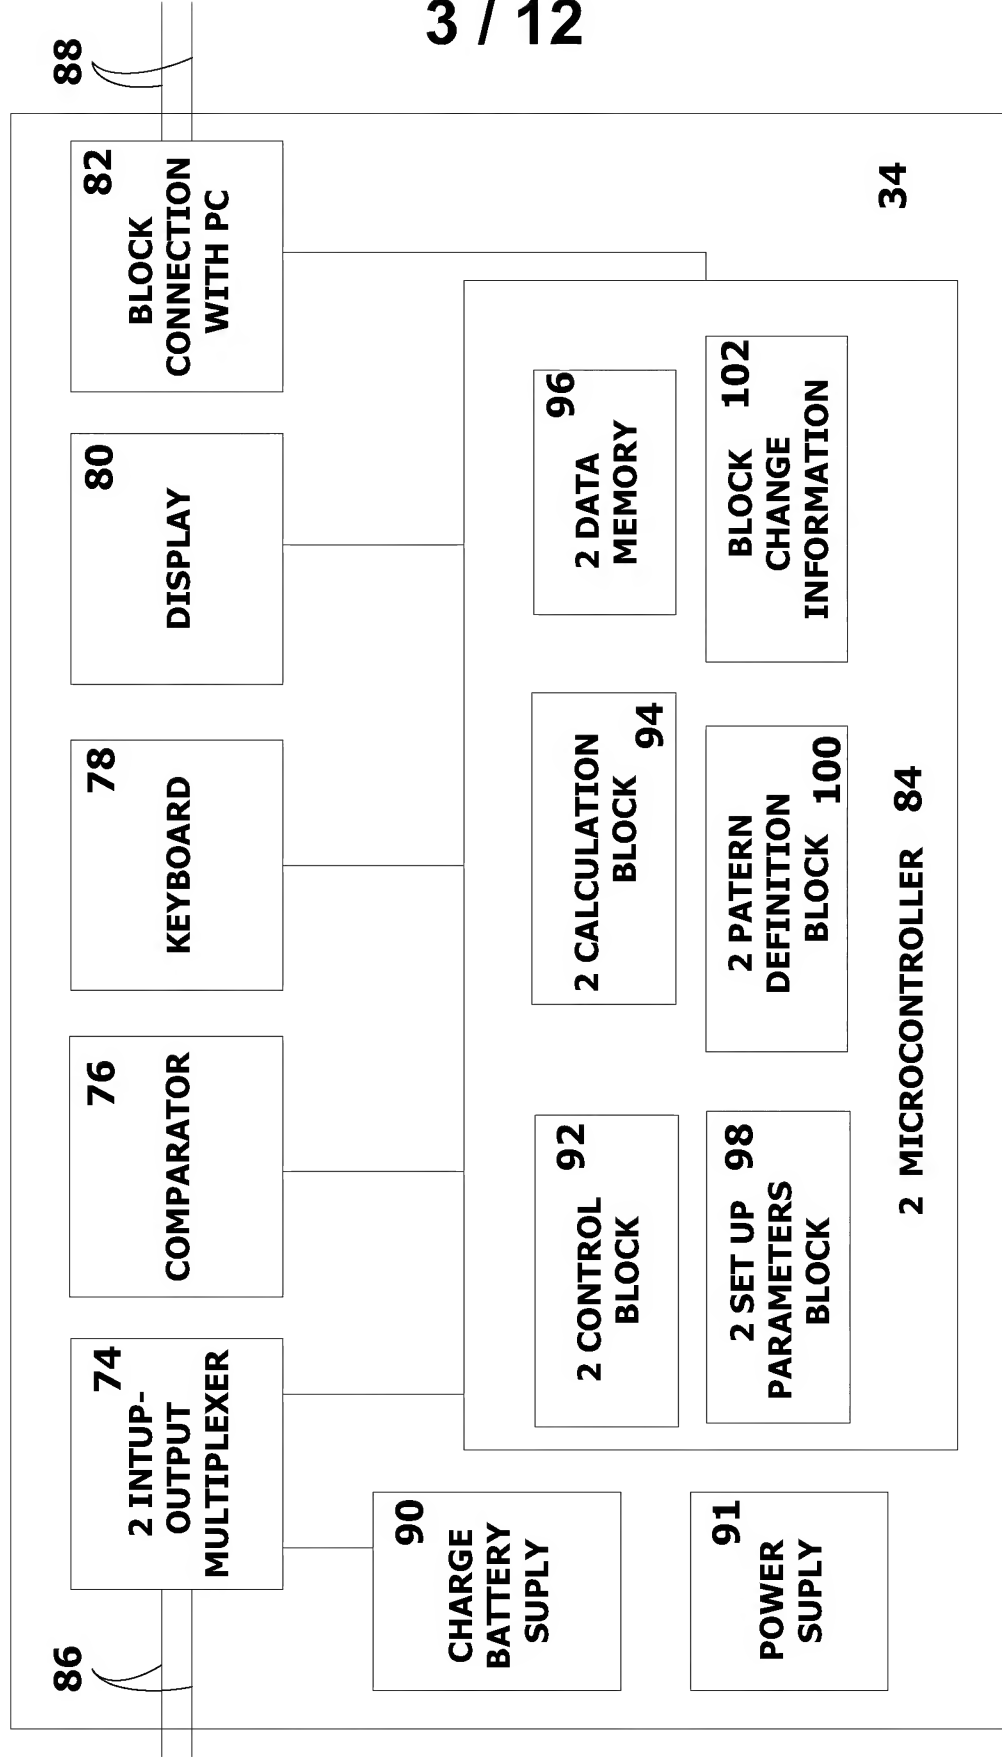 3 / 12
86
88
74
2 INTUP-
OUTPUT
MULTIPLEXER
76
COMPARATOR
78
KEYBOARD
80
DISPLAY
82
BLOCK
CONNECTION
WITH PC
90
CHARGE
BATTERY
SUPLY
91
POWER
SUPLY
92
2 CONTROL
BLOCK
2 CALCULATION
BLOCK 94
96
2 DATA
MEMORY
2 SET UP 98
PARAMETERS
BLOCK
2 PATERN
DEFINITION
BLOCK 100
BLOCK 102
CHANGE
INFORMATION
2 MICROCONTROLLER 84
34